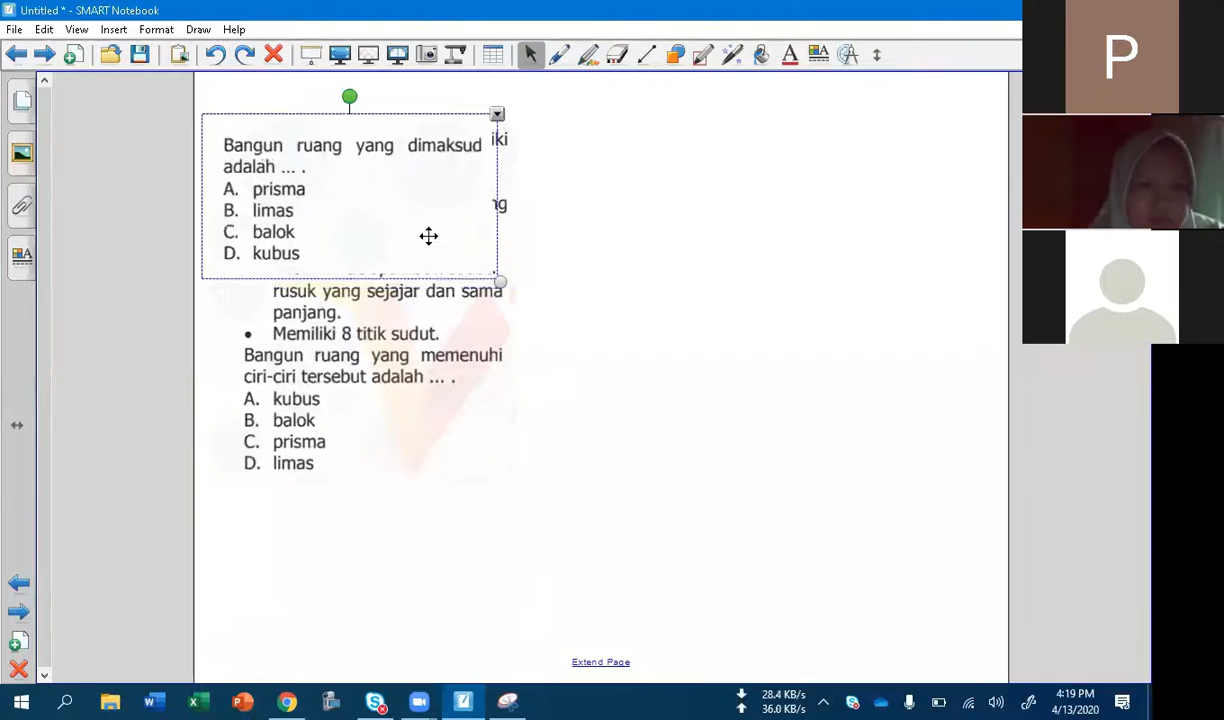 Untitled * - SMART Notebook
File Edit View Insert Format Draw Help
Bangun ruang yang dimaksud
adalah ... .
A. prisma
B. limas
C. balok
D. kubus
iki
rusuk yang sejajar dan sama
panjang.
• Memiliki 8 titik sudut.
Bangun ruang yang memenuhi
ciri-ciri tersebut adalah ... .
A. kubus
B. balok
C. prisma
D. limas
Extend Page
P
28.4 KB/s
36.0 KB/s
4:19 PM
4/13/2020